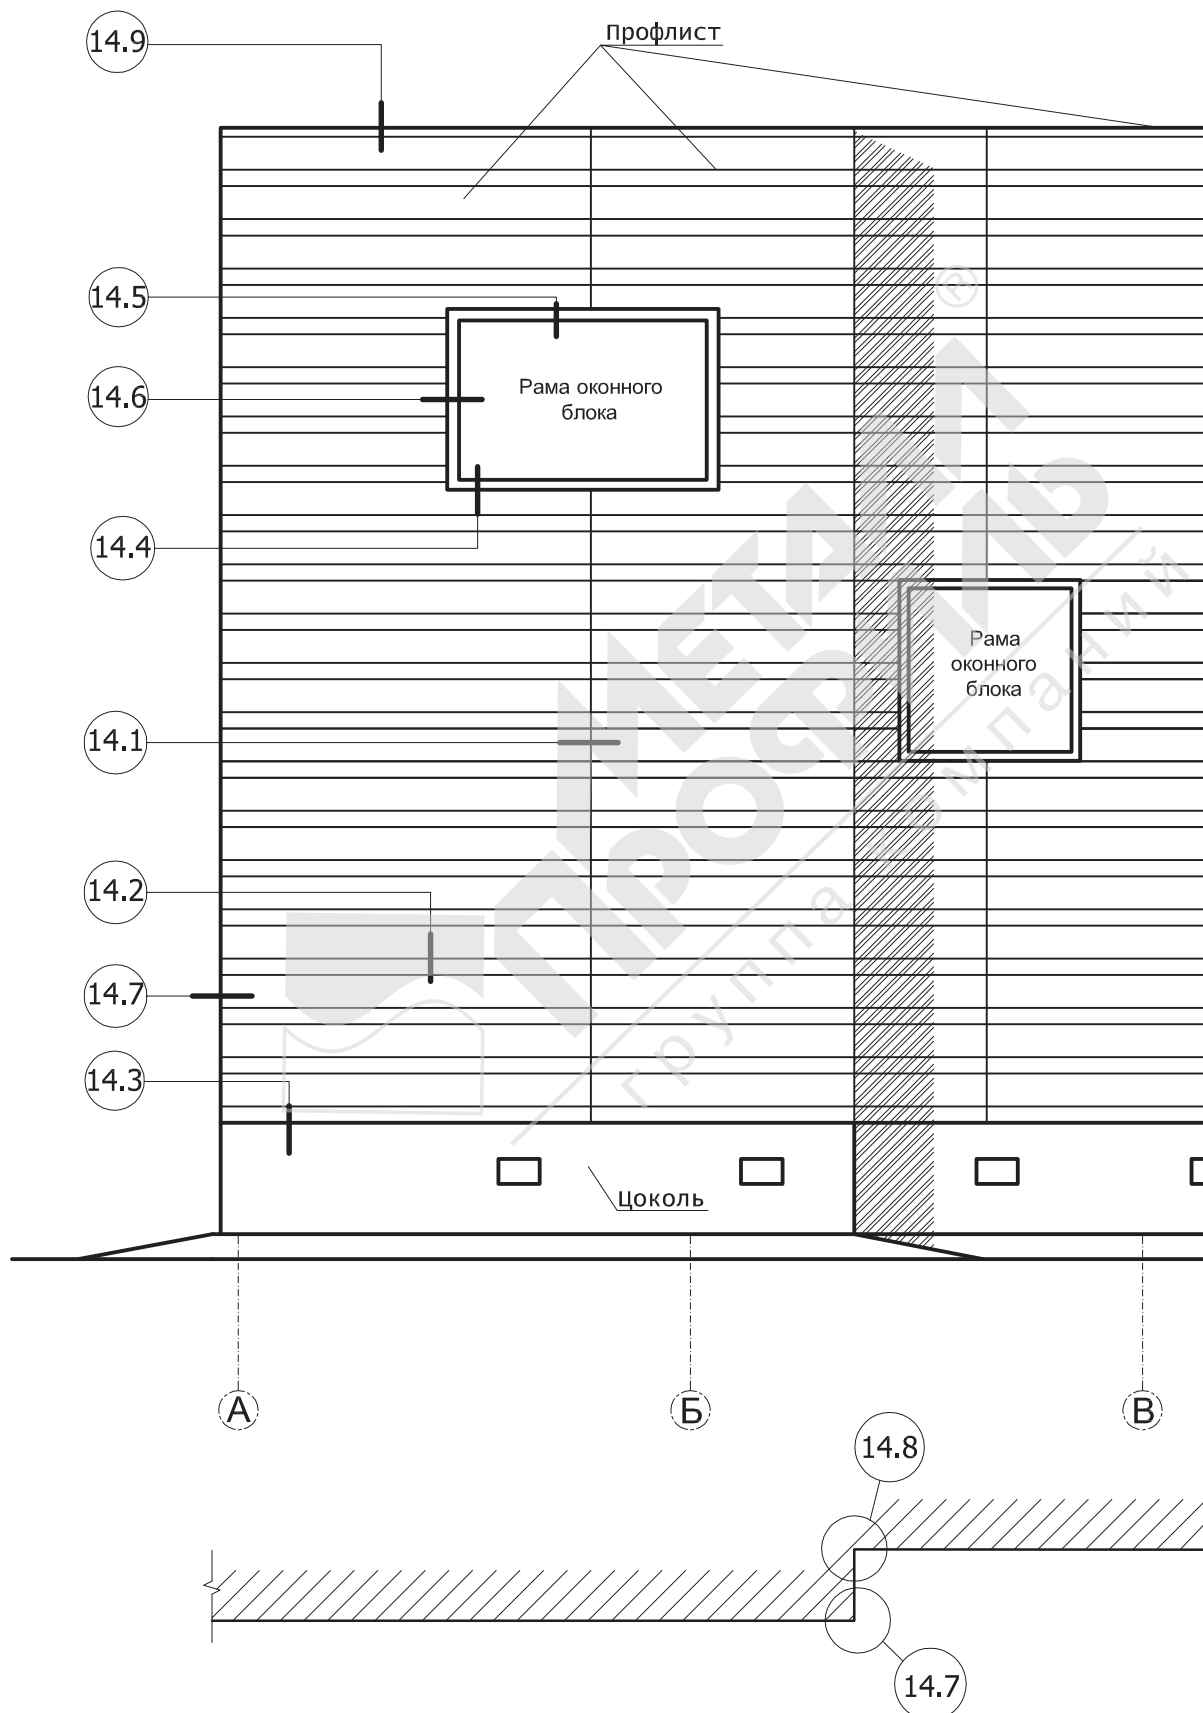 14.9
Профлист
14.5
14.6
Рама оконного
блока
14.4
Рама
оконного
блока
14.1
14.2
14.7
14.3
Цоколь
А
Б
В
14.8
14.7
МЕТАЛЛ
ПРОФИЛЬ
®
группа компаний